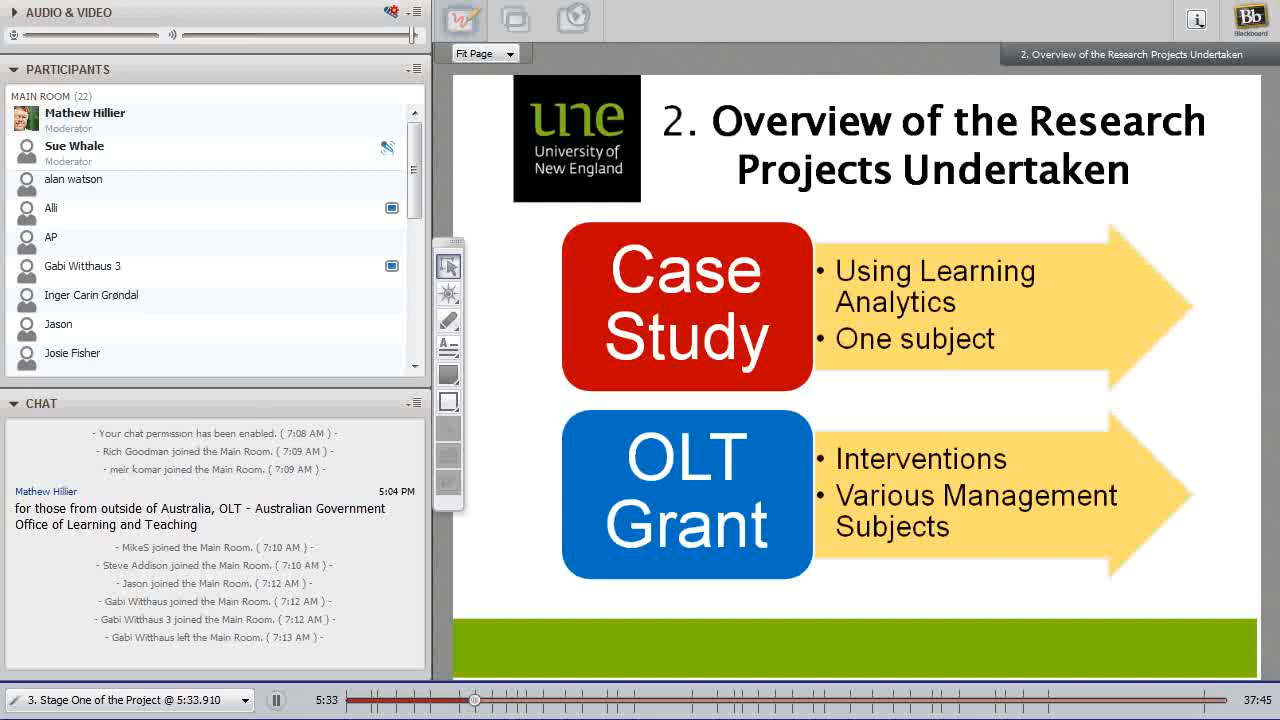 AUDIO & VIDEO
PARTICIPANTS
MAIN ROOM (22)
Mathew Hillier
Moderator
Sue Whale
Moderator
alan watson
Alli
AP
Gabi Witthaus 3
Inger Carin Grøndal
Jason
Josie Fisher
CHAT
- Your chat permission has been enabled. ( 7:08 AM ) -
- Rich Goodman joined the Main Room. ( 7:09 AM ) -
- meir komar joined the Main Room. ( 7:09 AM ) -
Mathew Hillier 5:04 PM
for those from outside of Australia, OLT - Australian Government
Office of Learning and Teaching
- MikeS joined the Main Room. ( 7:10 AM ) -
- Steve Addison joined the Main Room. ( 7:10 AM ) -
- Jason joined the Main Room. ( 7:12 AM ) -
- Gabi Witthaus joined the Main Room. ( 7:12 AM ) -
- Gabi Witthaus 3 joined the Main Room. ( 7:12 AM ) -
- Gabi Witthaus left the Main Room. ( 7:13 AM ) -
Fit Page
Bb
Blackboard
2. Overview of the Research Projects Undertaken
une
University of
New England
2. Overview of the Research
Projects Undertaken
Case
Study
• Using Learning
Analytics
• One subject
OLT
Grant
• Interventions
• Various Management
Subjects
3. Stage One of the Project @ 5:33.910
5:33
37:45